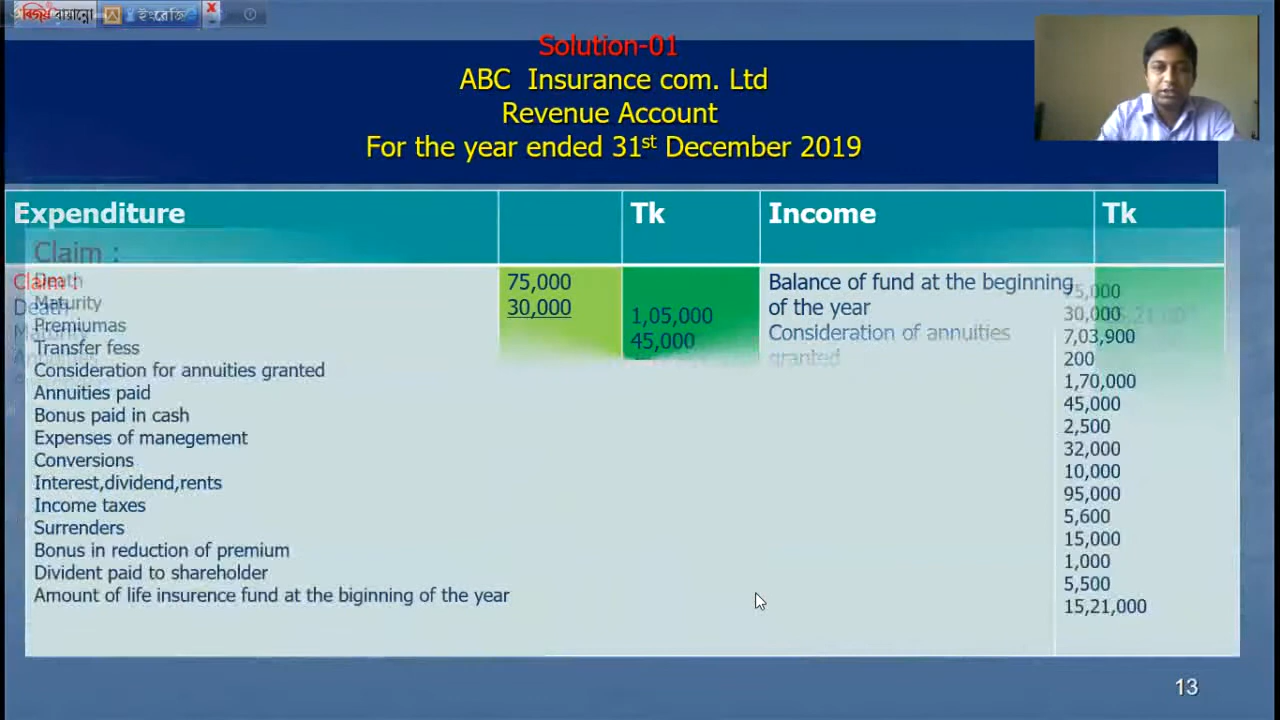 বিজয় বায়ান্নো ইংরেজি
Solution-01
ABC Insurance com. Ltd
Revenue Account
For the year ended 31st December 2019
Expenditure Tk Income Tk
Claim :
Claim : 75,000 Balance of fund at the beginning
Death 30,000 of the year
Death 1,05,000 Consideration of annuities
45,000 granted
Death 75,000
Maturity 30,000
Premiumas 7,03,900
Transfer fess 200
Consideration for annuities granted 1,70,000
Annuities paid 45,000
Bonus paid in cash 2,500
Expenses of manegement 32,000
Conversions 10,000
Interest,dividend,rents 95,000
Income taxes 5,600
Surrenders 15,000
Bonus in reduction of premium 1,000
Divident paid to shareholder 5,500
Amount of life insurence fund at the biginning of the year 15,21,000
13